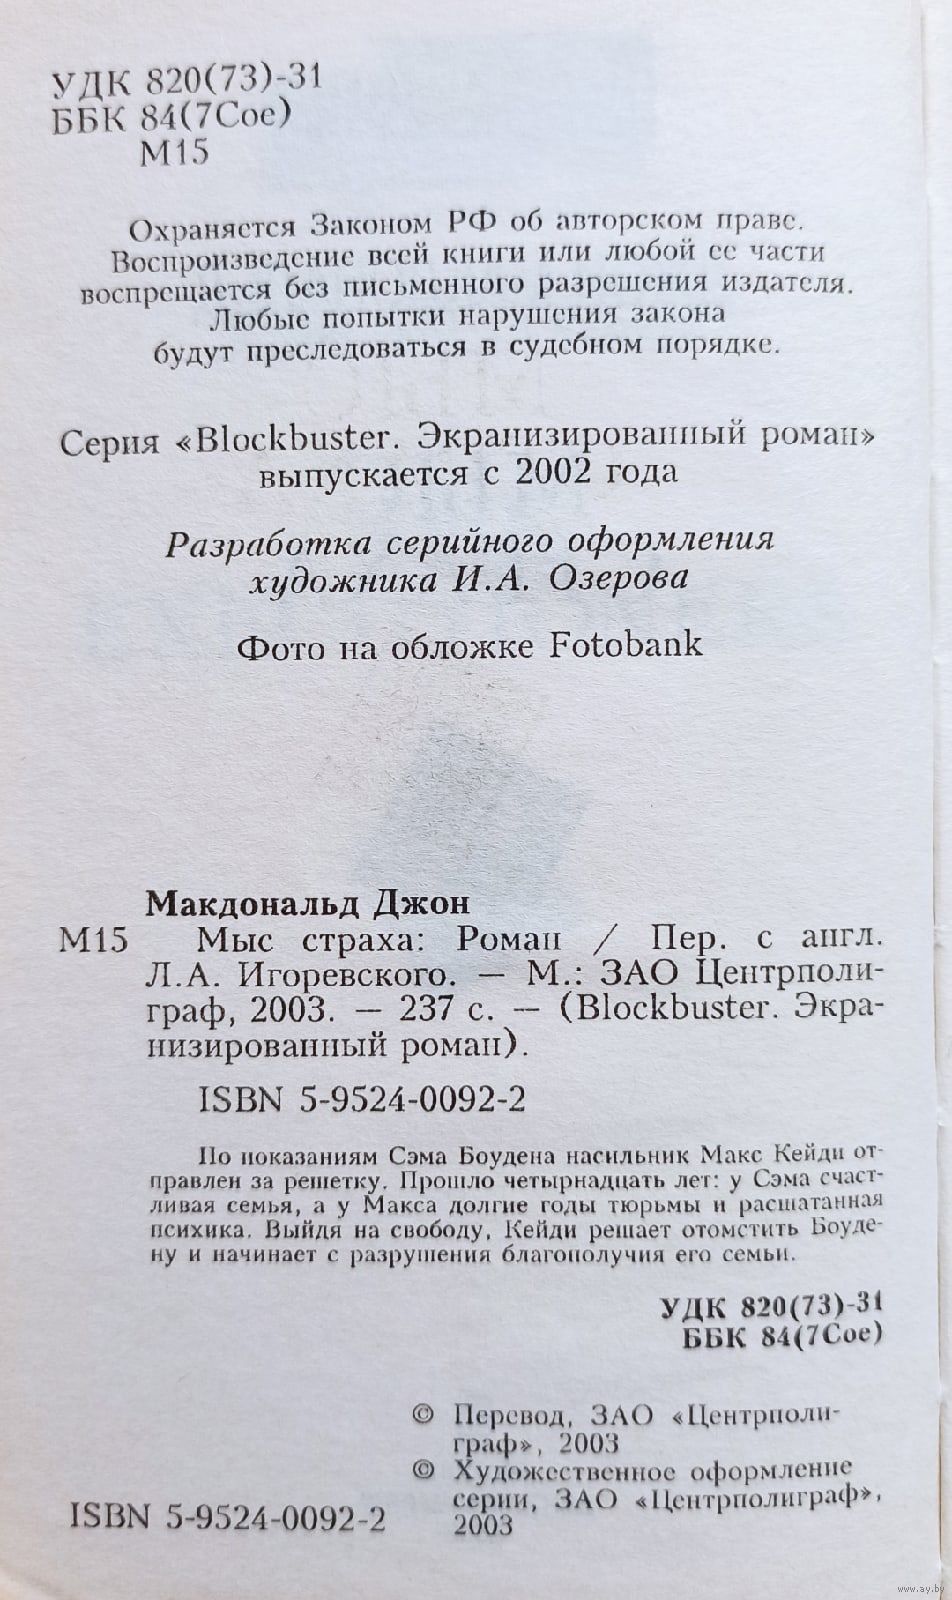 УДК 820(73)-31
ББК 84(7Сое)
М15
Охраняется Законом РФ об авторском праве.
Воспроизведение всей книги или любой ее части
воспрещается без письменного разрешения издателя.
Любые попытки нарушения закона
будут преследоваться в судебном порядке.
Серия «Blockbuster. Экранизированный роман»
выпускается с 2002 года
Разработка серийного оформления
художника И.А. Озерова
Фото на обложке Fotobank
Макдональд Джон
М15 Мыс страха: Роман / Пер. с англ.
Л.А. Игоревского. — М.: ЗАО Центрполи-
граф, 2003. — 237 с. — (Blockbuster. Экра-
низированный роман).
ISBN 5-9524-0092-2
По показаниям Сэма Боудена насильник Макс Кейди от-
правлен за решетку. Прошло четырнадцать лет: у Сэма счаст-
ливая семья, а у Макса долгие годы тюрьмы и расшатанная
психика. Выйдя на свободу, Кейди решает отомстить Боуде-
ну и начинает с разрушения благополучия его семьи.
УДК 820(73)-31
ББК 84(7Сое)
© Перевод, ЗАО «Центрполи-
граф», 2003
© Художественное оформление
серии, ЗАО «Центрполиграф»,
2003
ISBN 5-9524-0092-2
www.ay.by